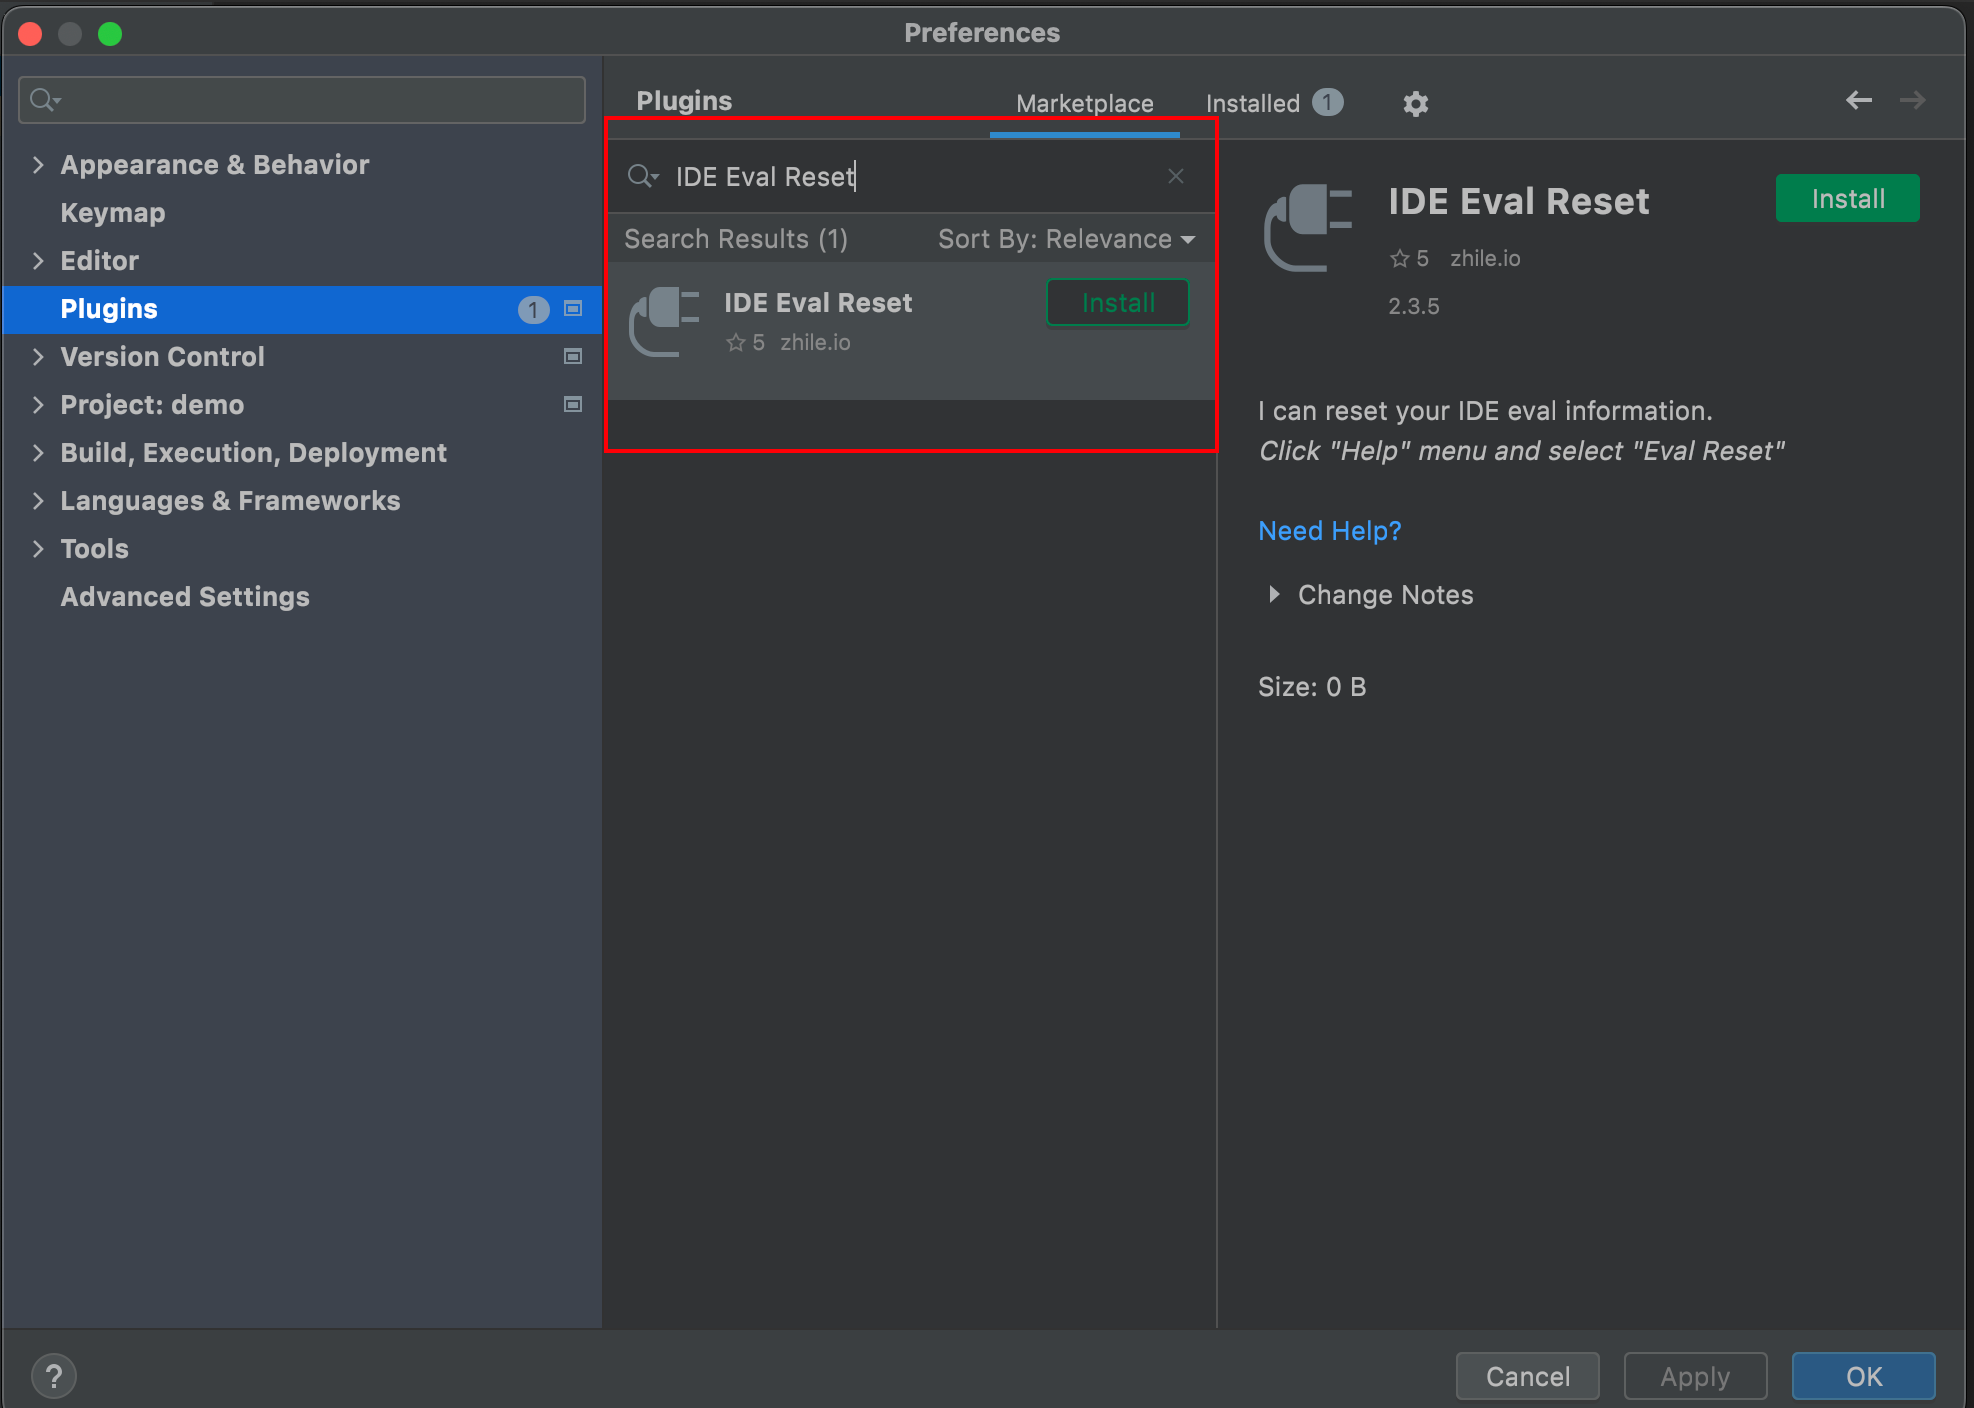 Preferences
Appearance & Behavior
Keymap
Editor
Plugins 1
Version Control
Project: demo
Build, Execution, Deployment
Languages & Frameworks
Tools
Advanced Settings
Plugins Marketplace Installed 1
IDE Eval Reset
Search Results (1) Sort By: Relevance
IDE Eval Reset Install
5 zhile.io
IDE Eval Reset Install
5 zhile.io
2.3.5
I can reset your IDE eval information.
Click "Help" menu and select "Eval Reset"
Need Help?
Change Notes
Size: 0 B
? Cancel Apply OK